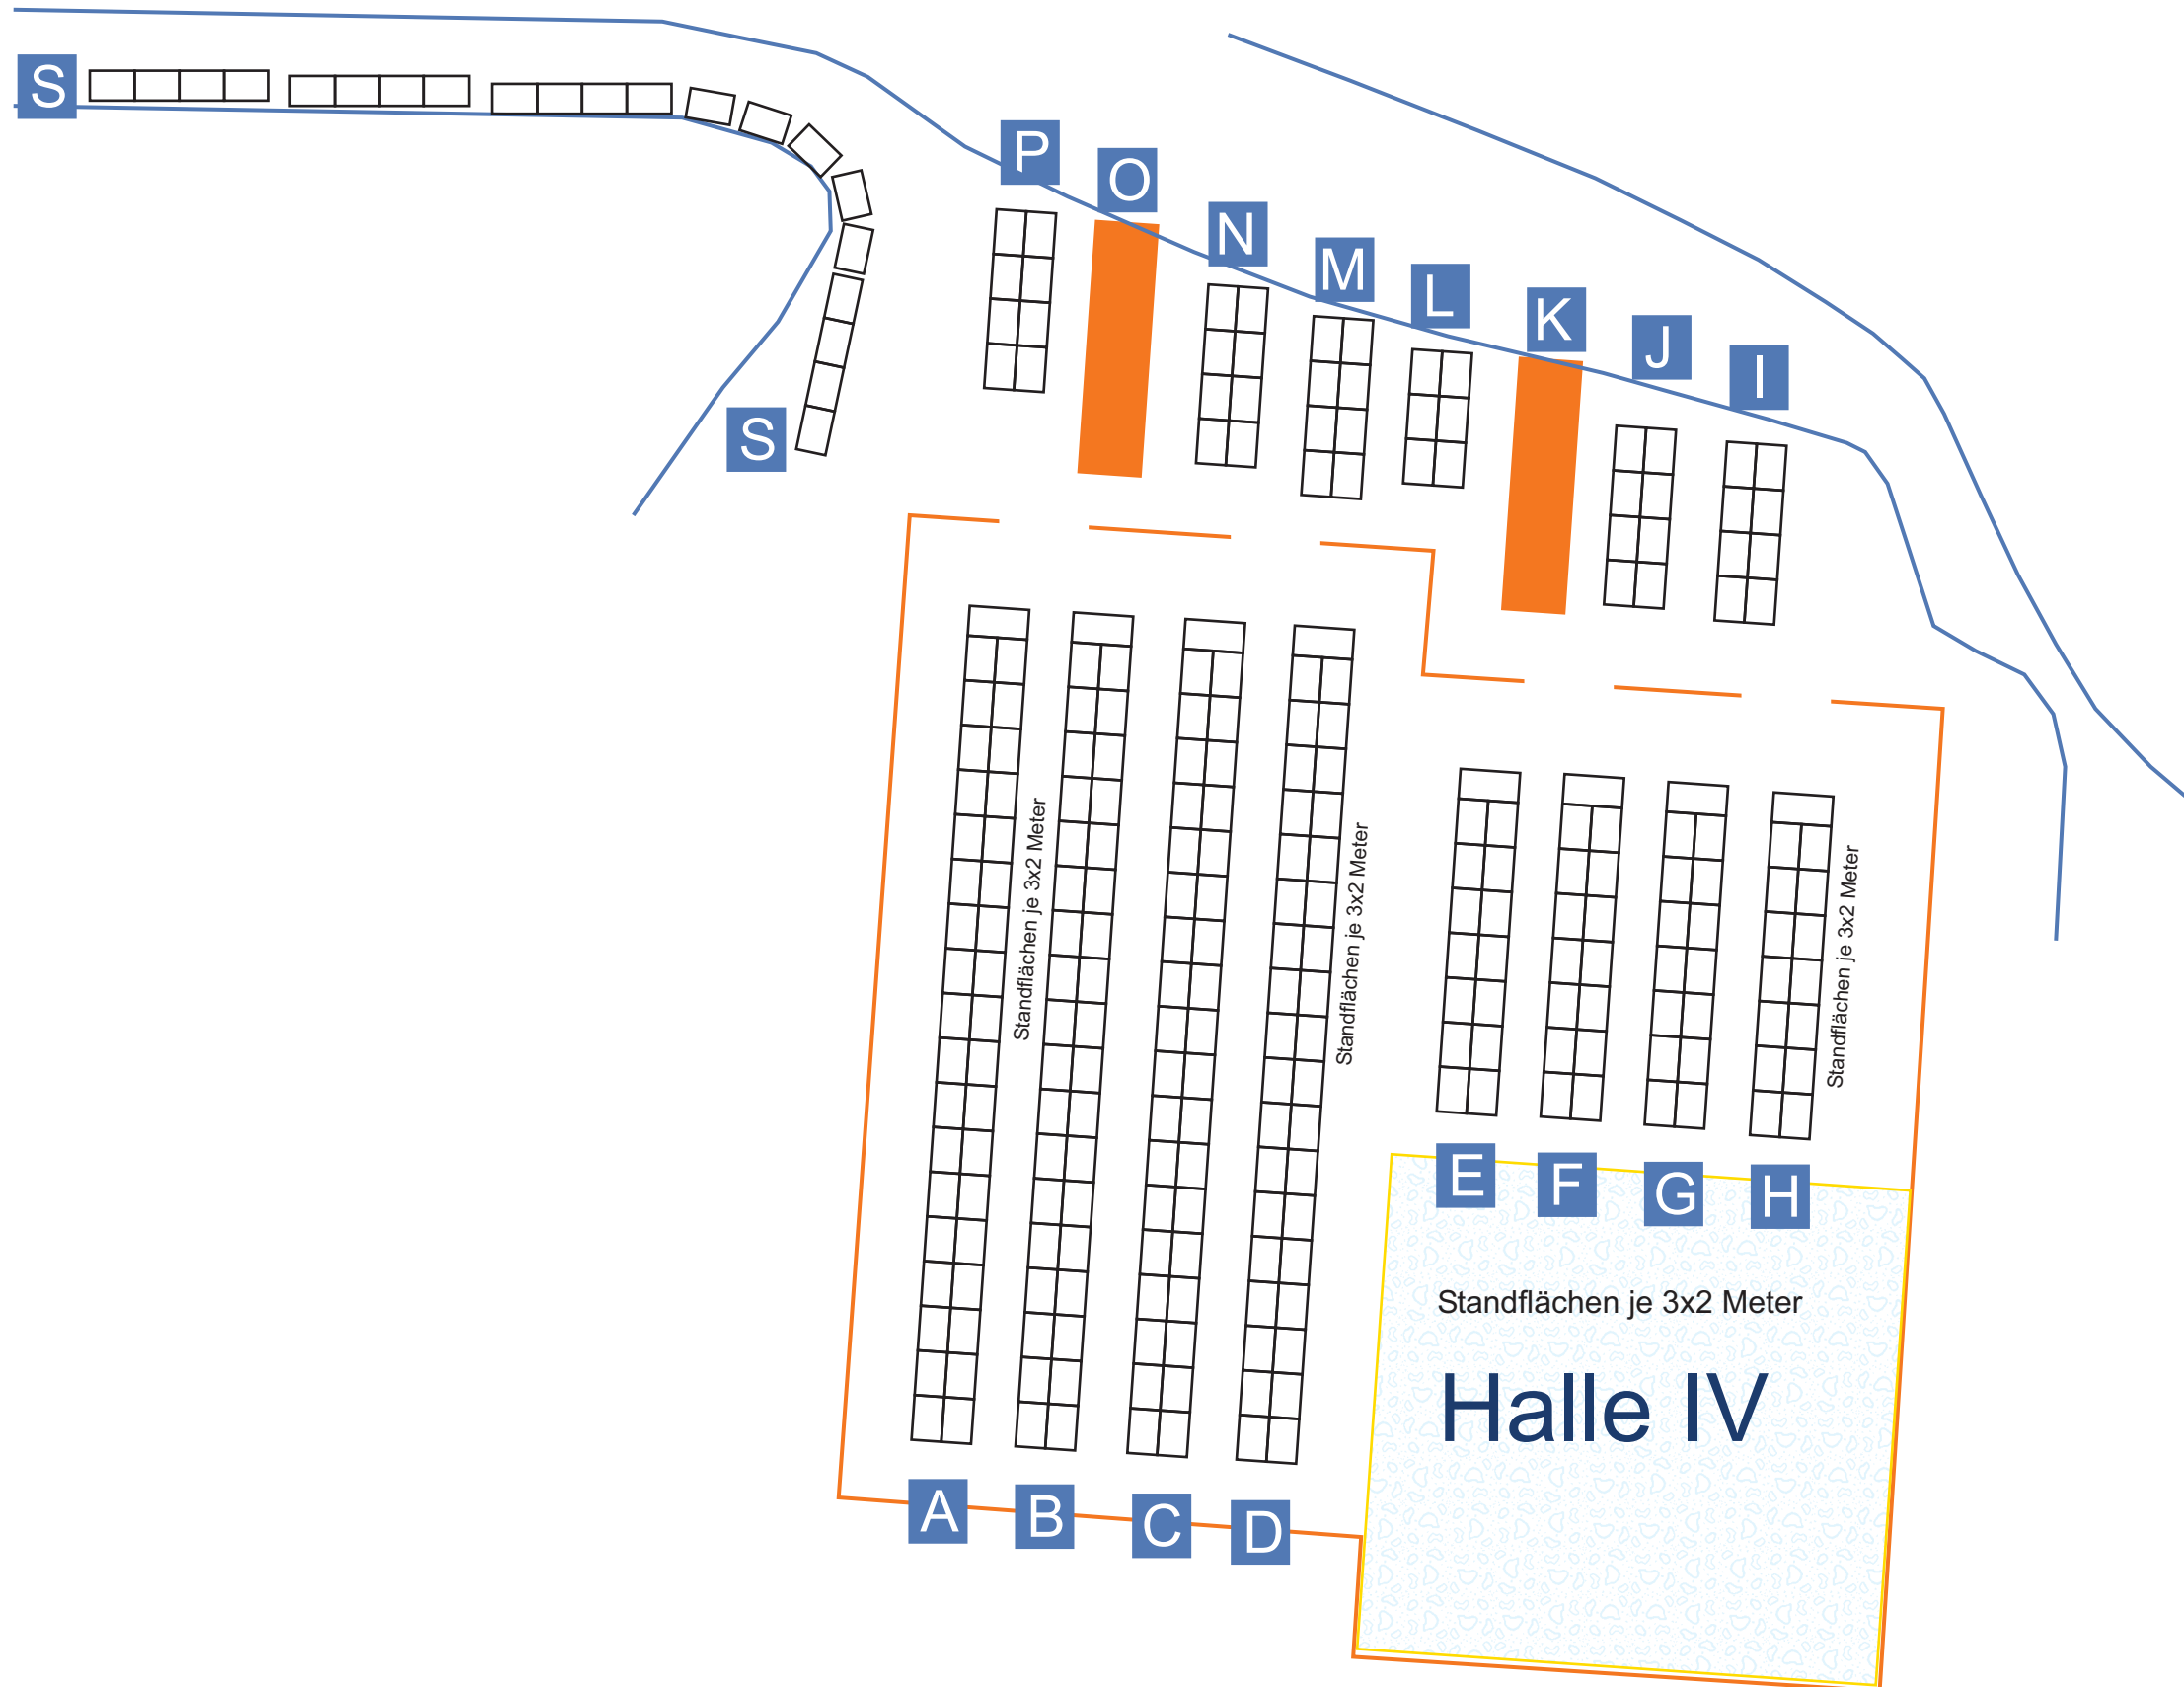 S
P
O
N
M
L
K
J
I
S
Standflächen je 3x2 Meter
Standflächen je 3x2 Meter
Standflächen je 3x2 Meter
E
F
G
H
Standflächen je 3x2 Meter
Halle IV
A
B
C
D